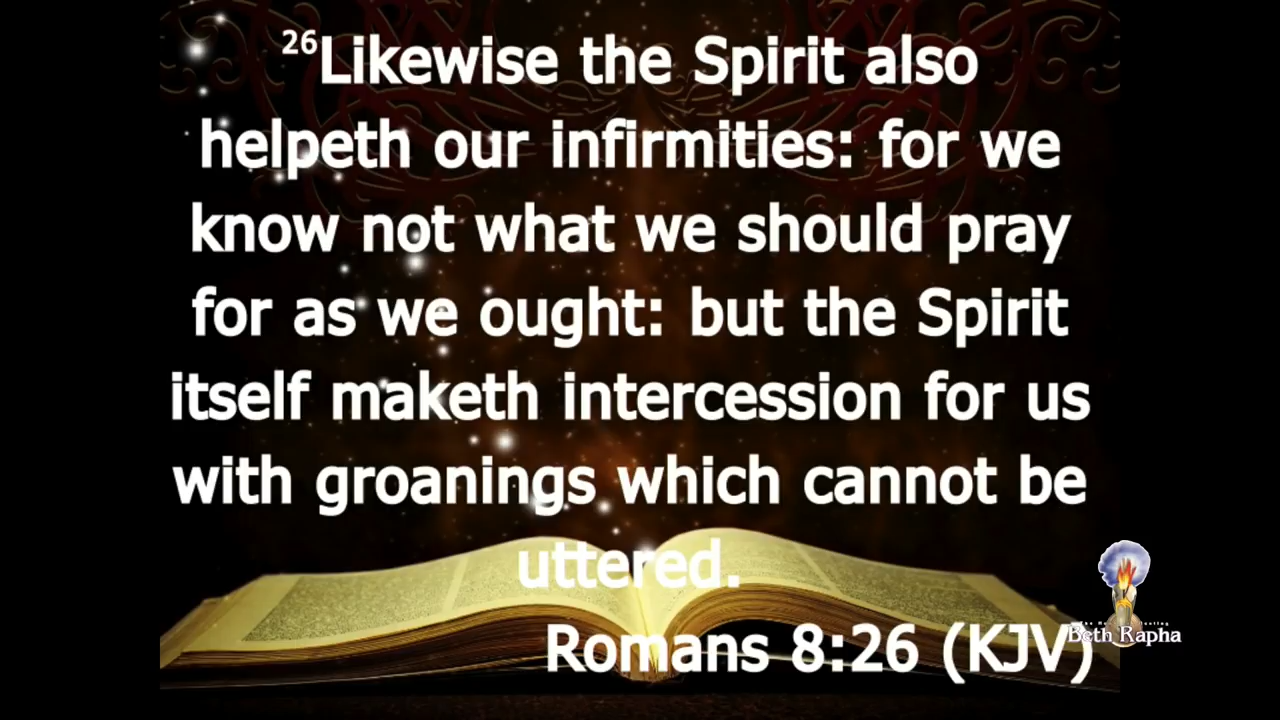 26Likewise the Spirit also
helpeth our infirmities: for we
know not what we should pray
for as we ought: but the Spirit
itself maketh intercession for us
with groanings which cannot be
uttered.
Romans 8:26 (KJV)
Beth Rapha